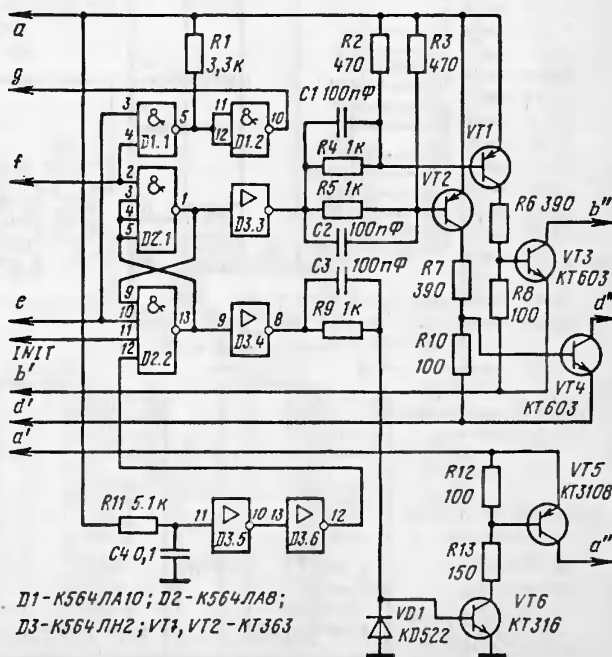 a
R1
3,3к
R2
470
R3
470
g
3
4
&
D1.1
5
11
12
&
D1.2
10
C1 100пФ
R4 1к
VT1
f
2
3
4
5
&
D2.1
1
D3.3
R5 1к
C2
100пФ
VT2
R6 390
b"
C3
100пФ
R7
390
VT3
КТ603
R8
100
d"
e
9
10
11
12
&
D2.2
13
9
D3.4
8
R9 1к
R10
100
INIT
b'
d'
a'
VT4
КТ603
R11 5.1к
C4 0,1
11
D3.5
10
13
D3.6
12
R12
100
VT5
КТ3108
a"
R13
150
D1-К564ЛА10; D2-К564ЛА8;
D3-К564ЛН2; VT1, VT2-КТ363
VD1
КD522
VT6
КТ316